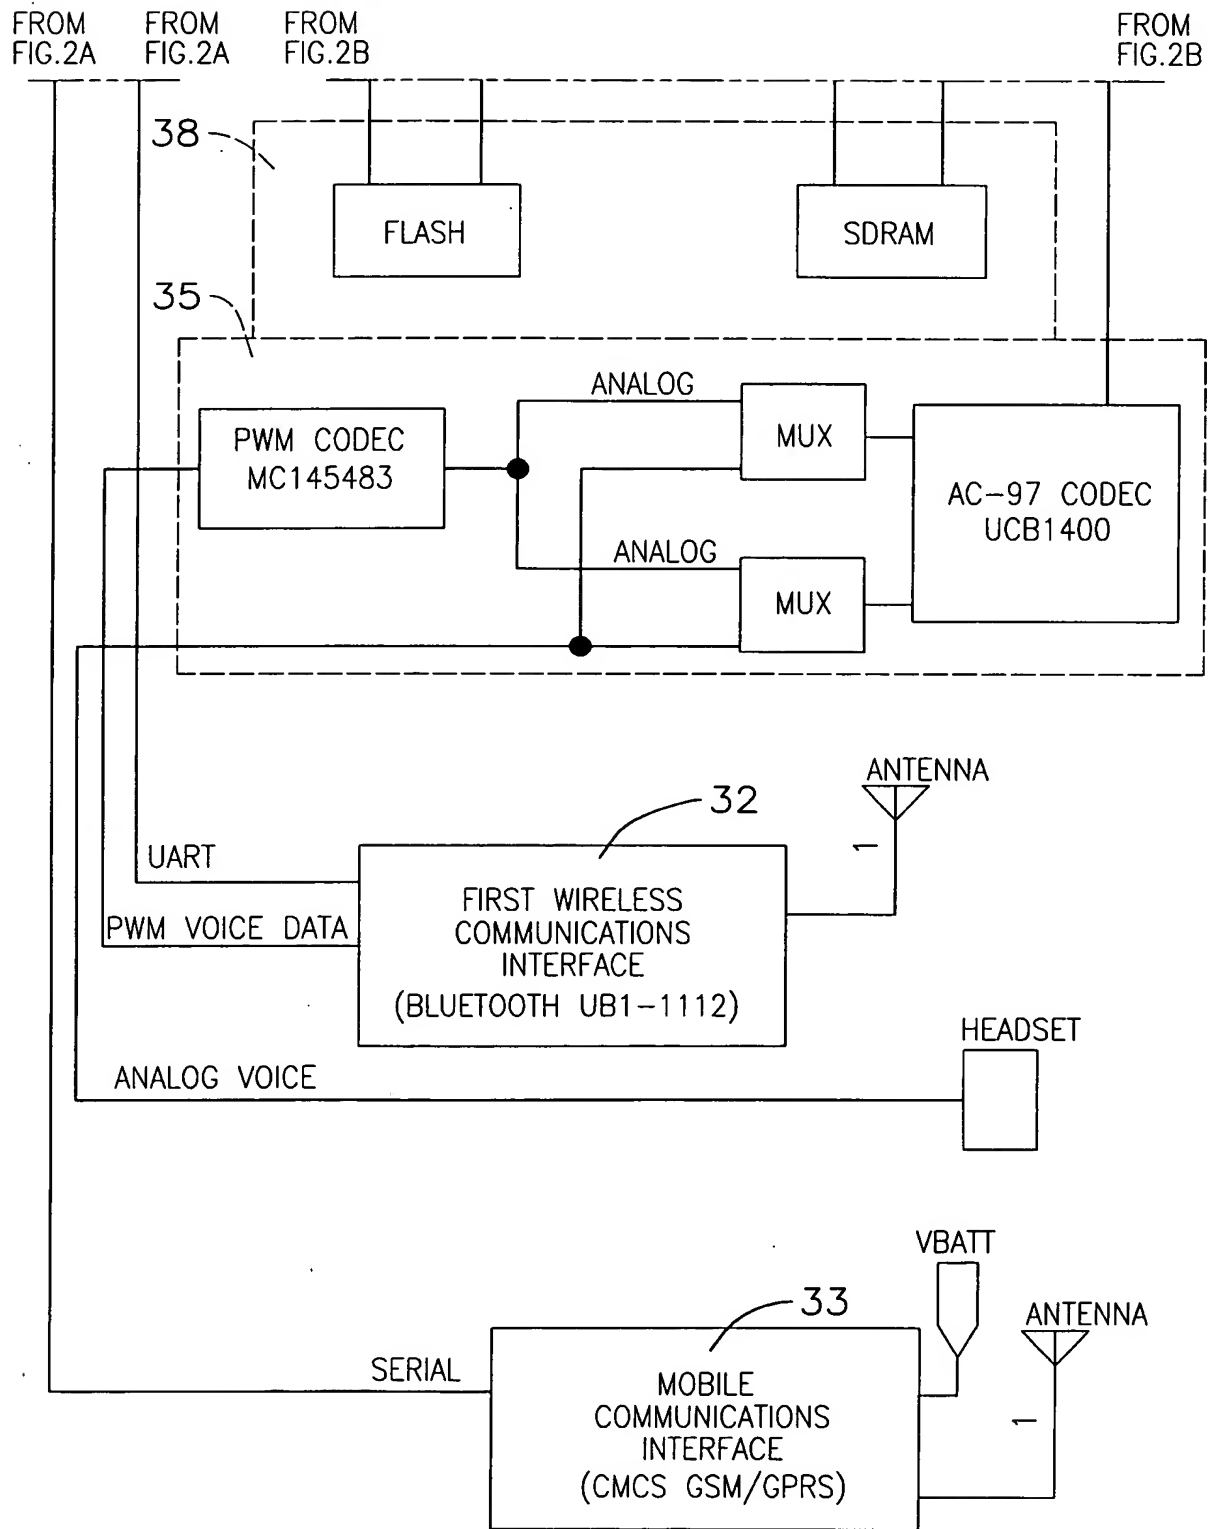 FROM
FIG.2A
FROM
FIG.2A
FROM
FIG.2B
FROM
FIG.2B
38
FLASH
SDRAM
35
ANALOG
PWM CODEC
MC145483
MUX
AC-97 CODEC
UCB1400
ANALOG
MUX
ANTENNA
32
1
UART
FIRST WIRELESS
COMMUNICATIONS
INTERFACE
(BLUETOOTH UB1-1112)
PWM VOICE DATA
HEADSET
ANALOG VOICE
VBATT
33
ANTENNA
SERIAL
MOBILE
COMMUNICATIONS
INTERFACE
(CMCS GSM/GPRS)
1